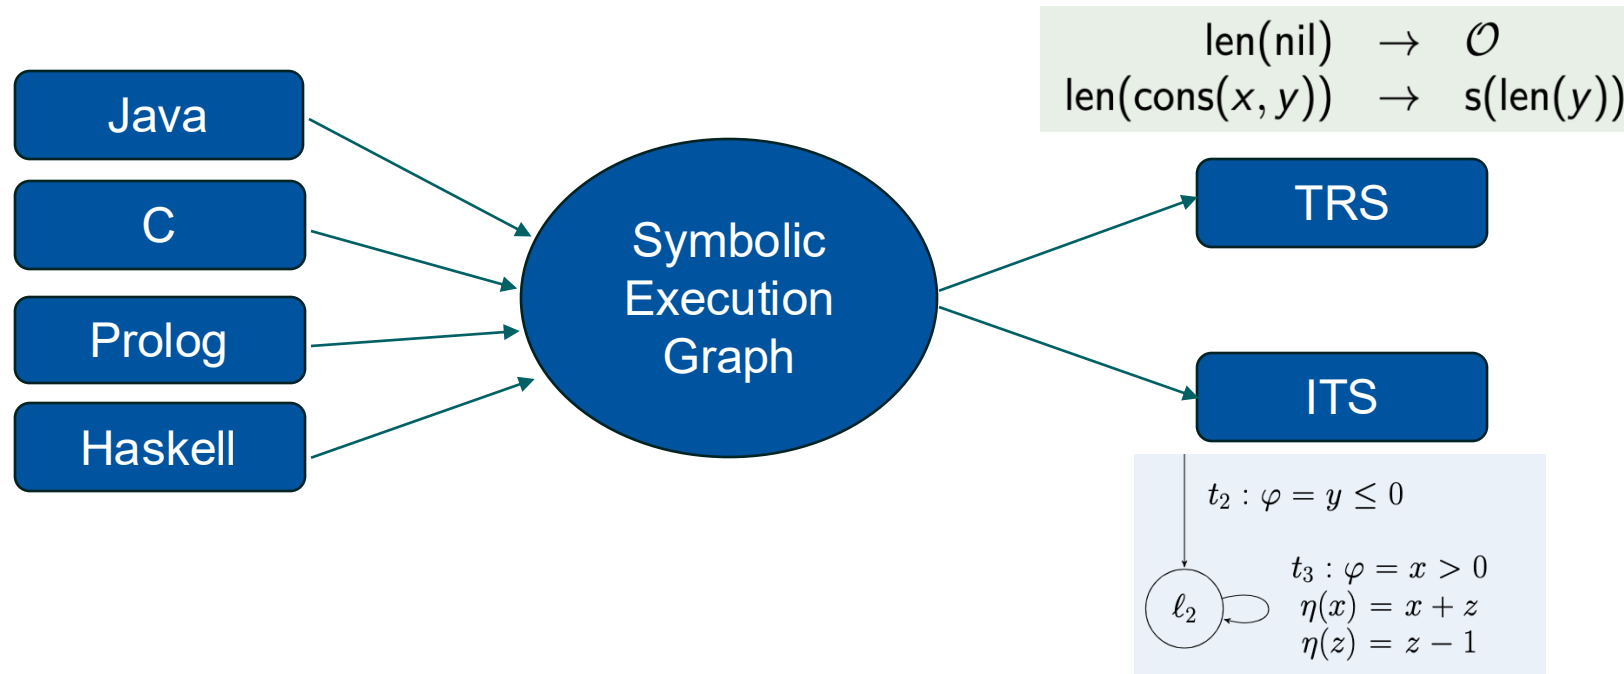 Java
C
Prolog
Haskell
Symbolic
Execution
Graph
len(nil) → 𝒪
len(cons(x, y)) → s(len(y))
TRS
ITS
t₂ : φ = y ≤ 0
t₃ : φ = x > 0
η(x) = x + z
η(z) = z − 1
ℓ₂